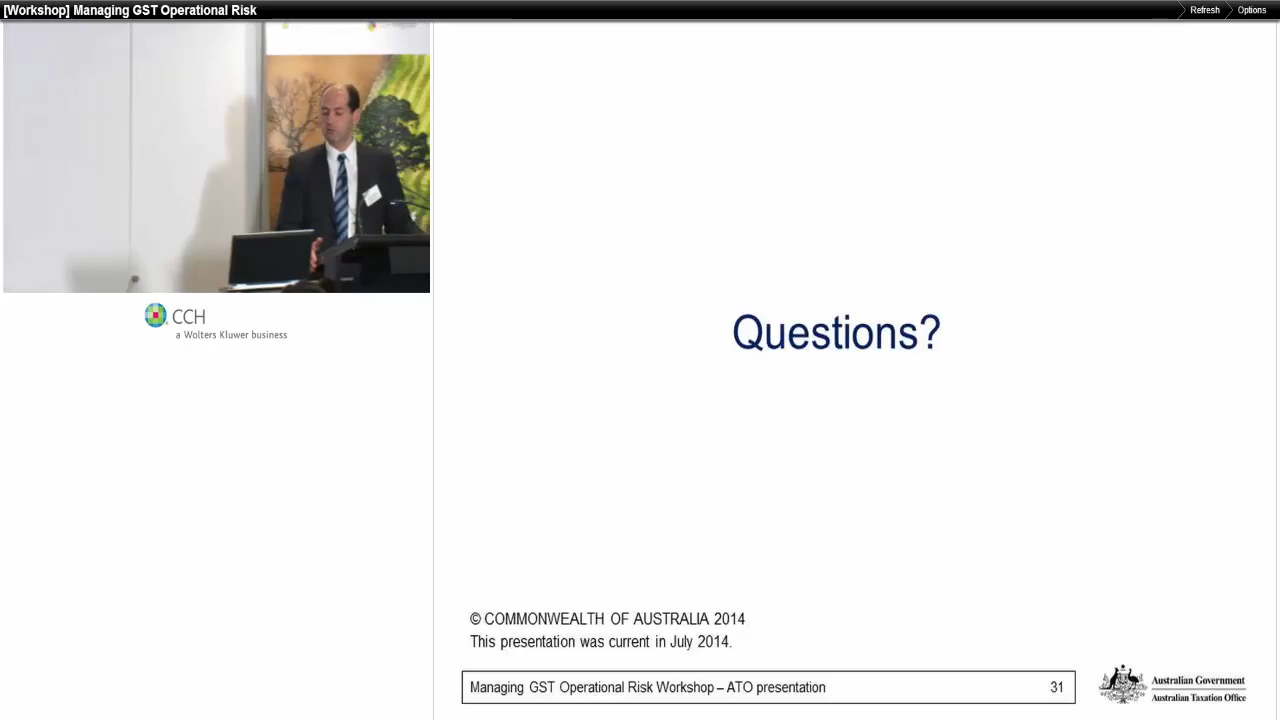 [Workshop] Managing GST Operational Risk
Refresh
Options
CCH
a Wolters Kluwer business
Questions?
© COMMONWEALTH OF AUSTRALIA 2014
This presentation was current in July 2014.
Managing GST Operational Risk Workshop – ATO presentation
31
Australian Government
Australian Taxation Office